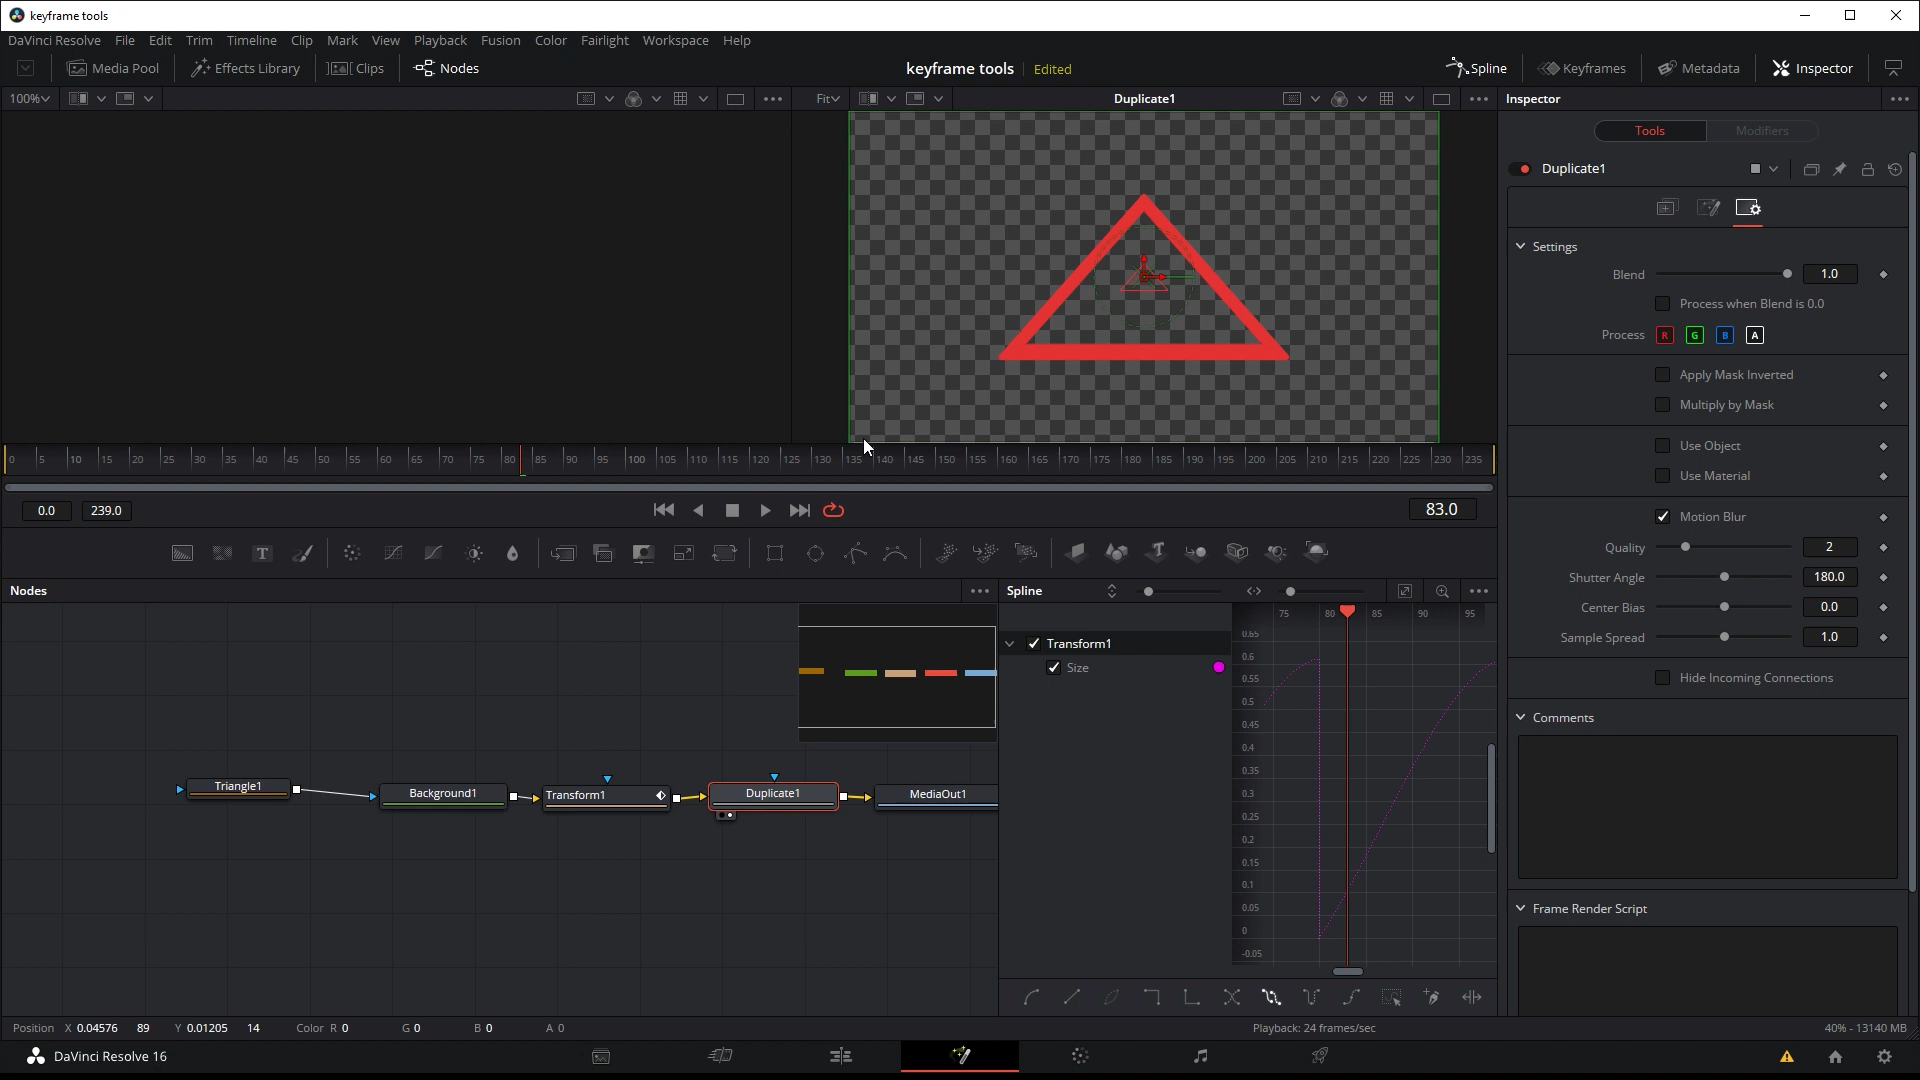 keyframe tools
DaVinci Resolve File Edit Trim Timeline Clip Mark View Playback Fusion Color Fairlight Workspace Help
Media Pool Effects Library Clips Nodes keyframe tools Edited Spline Keyframes Metadata Inspector
100% Fit Duplicate1 Inspector
Tools Modifiers
Duplicate1
Settings
Blend 1.0
Process when Blend is 0.0
Process R G B A
Apply Mask Inverted
Multiply by Mask
Use Object
Use Material
Motion Blur
Quality 2
Shutter Angle 180.0
Center Bias 0.0
Sample Spread 1.0
Hide Incoming Connections
Comments
Frame Render Script
0 5 10 15 20 25 30 35 40 45 50 55 60 65 70 75 80 85 90 95 100 105 110 115 120 125 130 135 140 145 150 155 160 165 170 175 180 185 190 195 200 205 210 215 220 225 230 235
0.0 239.0 83.0
T
Nodes
Spline
75 80 85 90 95
Transform1
Size
0.65
0.6
0.55
0.5
0.45
0.4
0.35
0.3
0.25
0.2
0.15
0.1
0.05
0
-0.05
Triangle1 Background1 Transform1 Duplicate1 MediaOut1
Position X 0.04576 89 Y 0.01205 14 Color R 0 G 0 B 0 A 0 Playback: 24 frames/sec 40% - 13140 MB
DaVinci Resolve 16